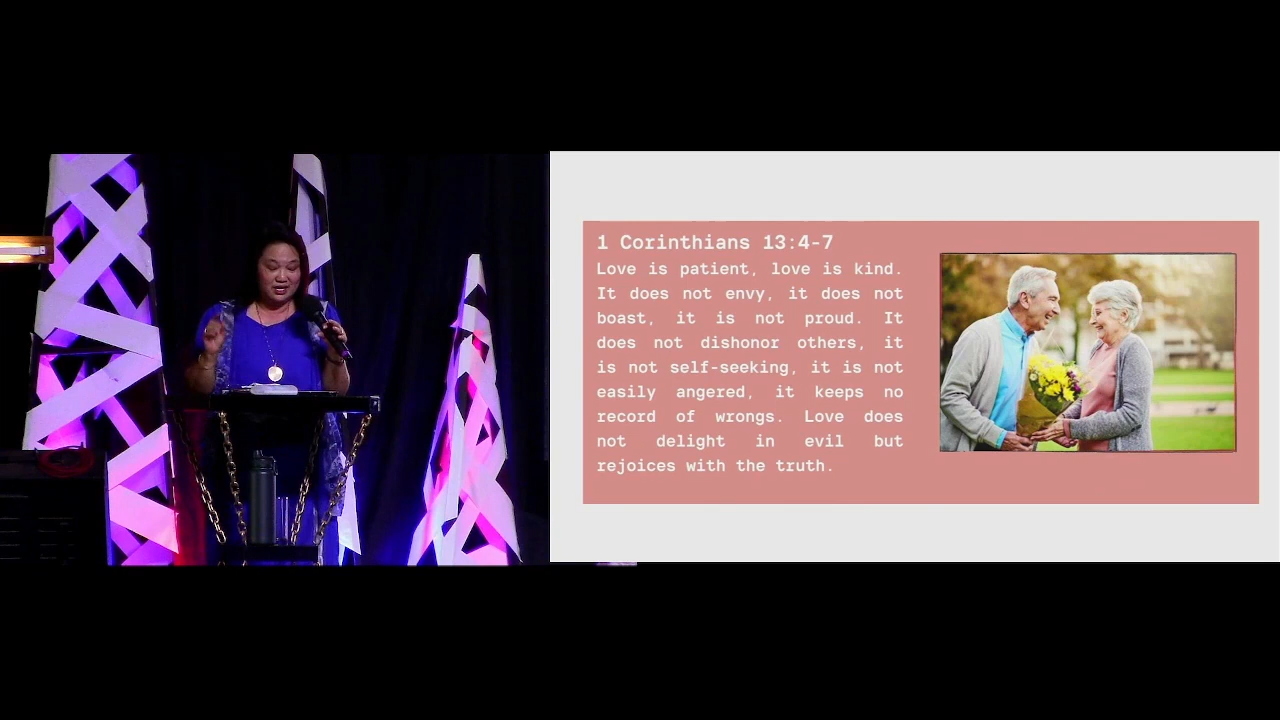 1 Corinthians 13:4-7
Love is patient, love is kind.
It does not envy, it does not
boast, it is not proud. It
does not dishonor others, it
is not self-seeking, it is not
easily angered, it keeps no
record of wrongs. Love does
not delight in evil but
rejoices with the truth.